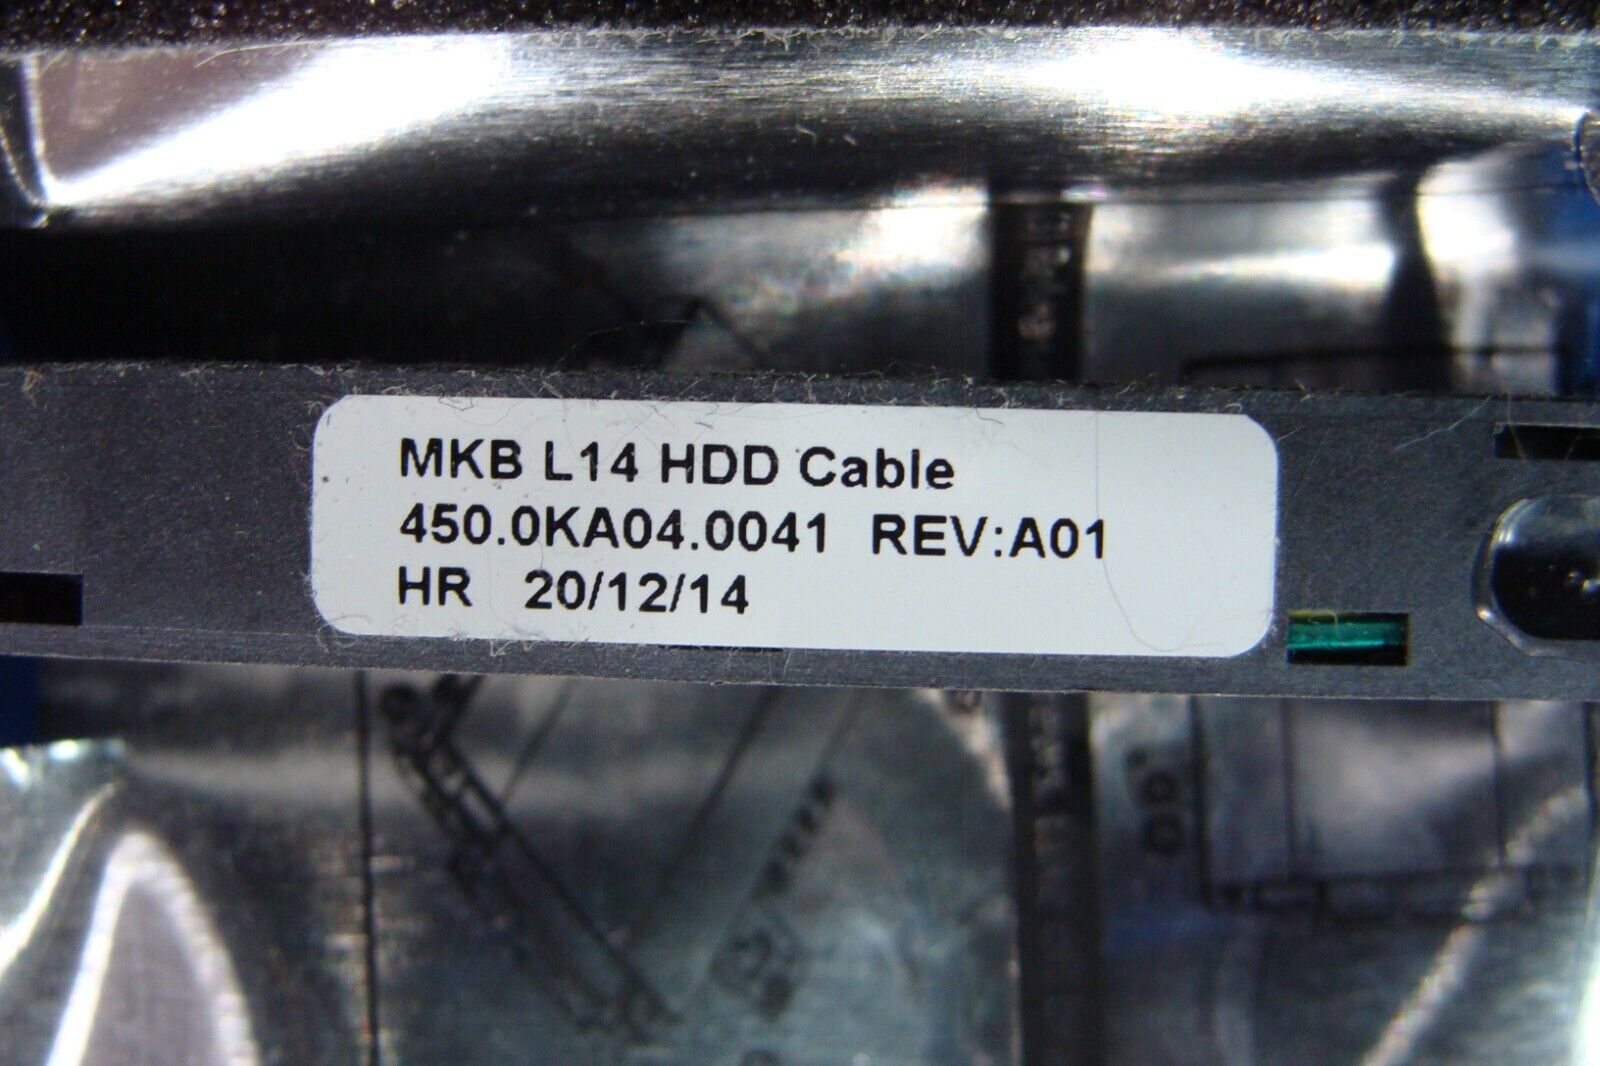 MKB L14 HDD Cable
450.0KA04.0041 REV:A01
HR 20/12/14